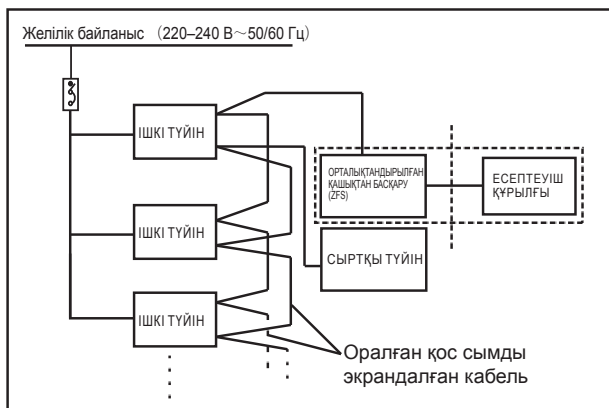 Желілік байланыс (220–240 В～50/60 Гц)
ІШКІ ТҮЙІН
ОРТАЛЫҚТАНДЫРЫЛҒАН
ҚАШЫҚТАН БАСҚАРУ
(ZFS)
ЕСЕПТЕУІШ
ҚҰРЫЛҒЫ
ІШКІ ТҮЙІН
СЫРТҚЫ ТҮЙІН
ІШКІ ТҮЙІН
Оралған қос сымды
экрандалған кабель